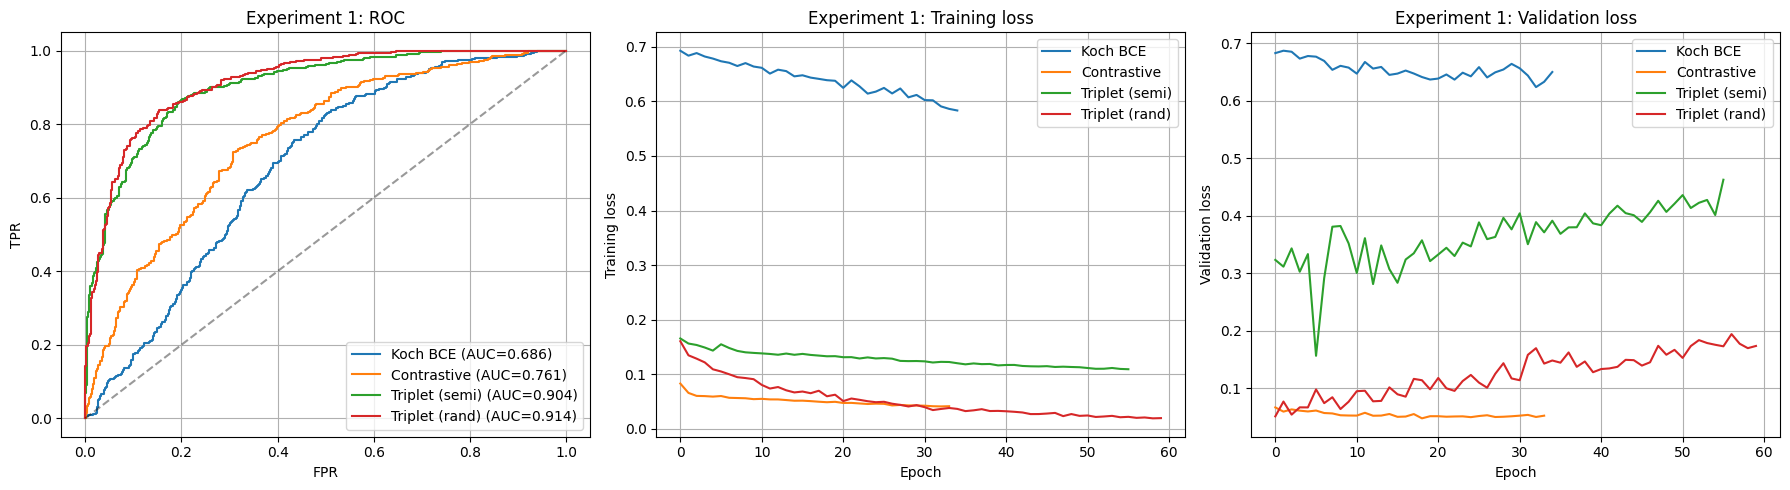 Experiment 1: ROC
TPR
1.0
0.8
0.6
0.4
0.2
0.0
Koch BCE (AUC=0.686)
Contrastive (AUC=0.761)
Triplet (semi) (AUC=0.904)
Triplet (rand) (AUC=0.914)
0.0 0.2 0.4 0.6 0.8 1.0
FPR
Experiment 1: Training loss
Training loss
0.7
0.6
0.5
0.4
0.3
0.2
0.1
0.0
Koch BCE
Contrastive
Triplet (semi)
Triplet (rand)
0 10 20 30 40 50 60
Epoch
Experiment 1: Validation loss
Validation loss
0.7
0.6
0.5
0.4
0.3
0.2
0.1
Koch BCE
Contrastive
Triplet (semi)
Triplet (rand)
0 10 20 30 40 50 60
Epoch